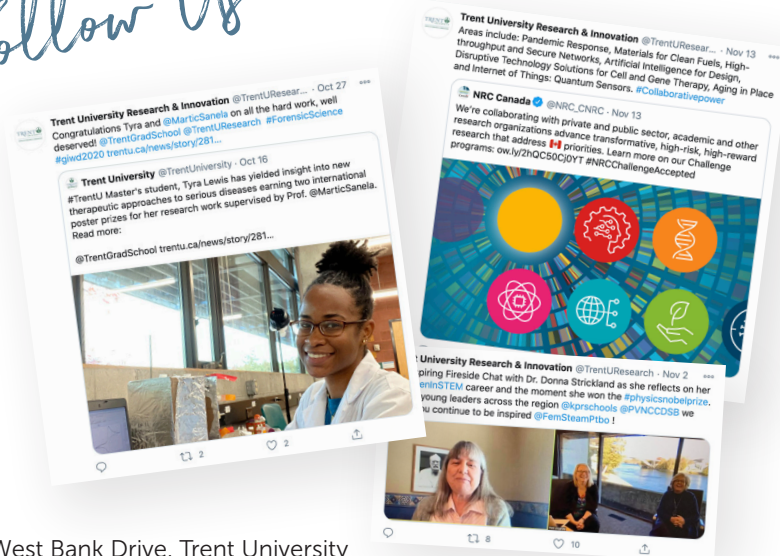 ollow Us
Trent University Research & Innovation @TrentUResear... · Oct 27
Congratulations Tyra and @MarticSanela on all the hard work, well
deserved! @TrentGradSchool @TrentUResearch #ForensicScience
#giwd2020 trentu.ca/news/story/281...
Trent University @TrentUniversity · Oct 16
#TrentU Master's student, Tyra Lewis has yielded insight into new
therapeutic approaches to serious diseases earning two international
poster prizes for her research work supervised by Prof. @MarticSanela.
Read more:
@TrentGradSchool trentu.ca/news/story/281...
2
2
Trent University Research & Innovation @TrentUResear... · Nov 13
Areas include: Pandemic Response, Materials for Clean Fuels, High-
throughput and Secure Networks, Artificial Intelligence for Design,
Disruptive Technology Solutions for Cell and Gene Therapy, Aging in Place
and Internet of Things: Quantum Sensors. #Collaborativepower
NRC Canada @NRC_CNRC · Nov 13
We're collaborating with private and public sector, academic and other
research organizations advance transformative, high-risk, high-reward
research that address priorities. Learn more on our Challenge
programs: ow.ly/2hQC50Cj0YT #NRCChallengeAccepted
t University Research & Innovation @TrentUResearch · Nov 2
piring Fireside Chat with Dr. Donna Strickland as she reflects on her
enInSTEM career and the moment she won the #physicsnobelprize.
young leaders across the region @kprschools @PVNCCDSB we
ou continue to be inspired @FemSteamPtbo !
8
10
West Bank Drive, Trent University